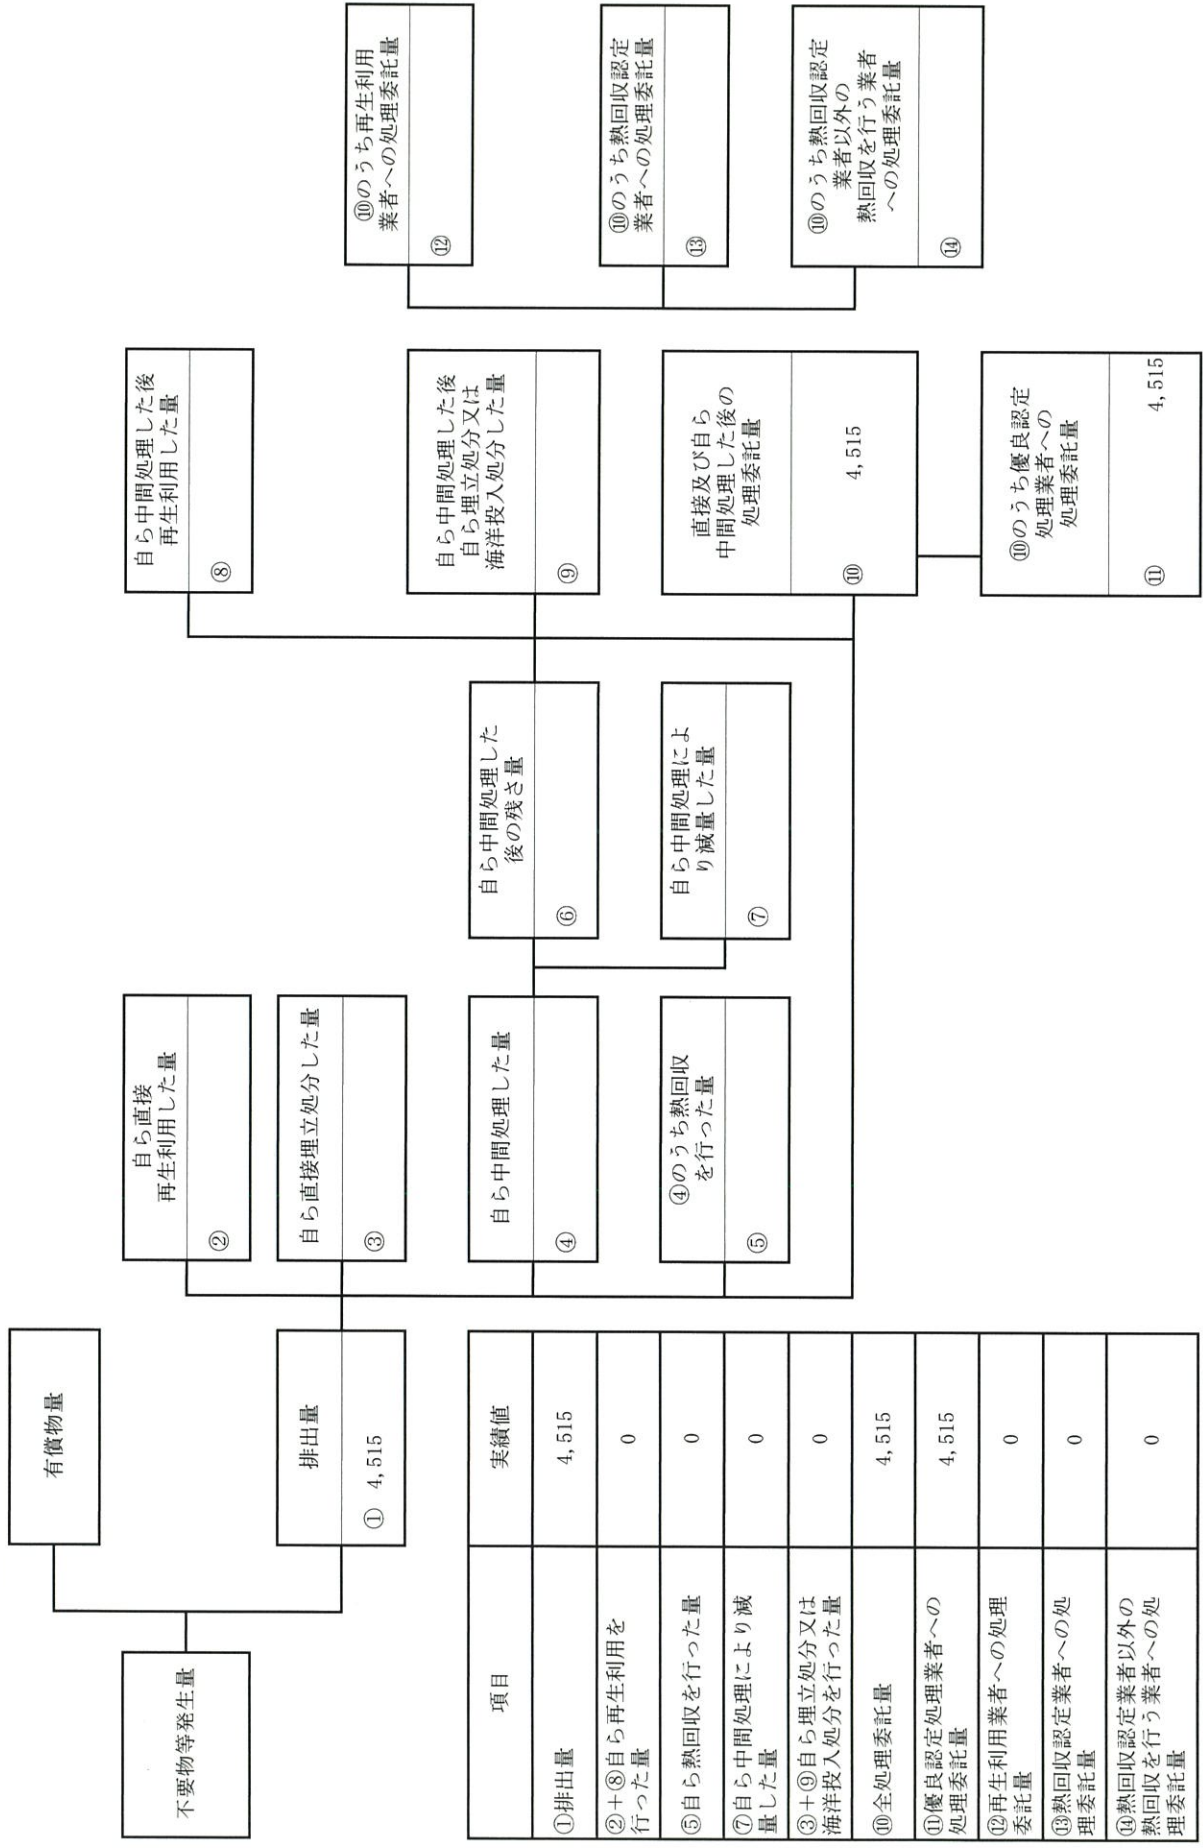 不要物等発生量
有償物量
排出量
① 4,515
自ら直接
再生利用した量
②
自ら直接埋立処分した量
③
自ら中間処理した量
④
④のうち熱回収
を行った量
⑤
自ら中間処理した
後の残さ量
⑥
自ら中間処理によ
り減量した量
⑦
自ら中間処理した後
再生利用した量
⑧
自ら中間処理した後
自ら埋立処分又は
海洋投入処分した量
⑨
直接及び自ら
中間処理した後の
処理委託量
⑩ 4,515
⑩のうち優良認定
処理業者への
処理委託量
⑪ 4,515
⑩のうち再生利用
業者への処理委託量
⑫
⑩のうち熱回収認定
業者への処理委託量
⑬
⑩のうち熱回収認定
業者以外の
熱回収を行う業者
への処理委託量
⑭
項目 実績値
①排出量 4,515
②+⑧自ら再生利用を
行った量 0
⑤自ら熱回収を行った量 0
⑦自ら中間処理により減
量した量 0
③+⑨自ら埋立処分又は
海洋投入処分を行った量 0
⑩全処理委託量 4,515
⑪優良認定処理業者への
処理委託量 4,515
⑫再生利用業者への処理
委託量 0
⑬熱回収認定業者への処
理委託量 0
⑭熱回収認定業者以外の
熱回収を行う業者への処
理委託量 0